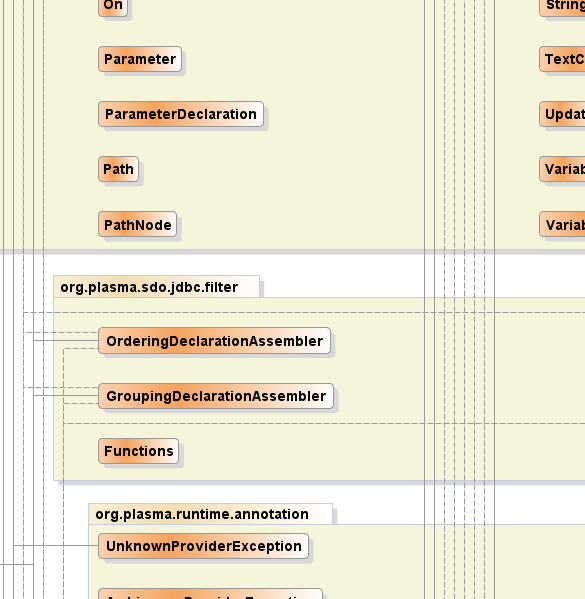 On
Parameter
ParameterDeclaration
Path
PathNode
String
TextC
Updat
Variab
Variab
org.plasma.sdo.jdbc.filter
OrderingDeclarationAssembler
GroupingDeclarationAssembler
Functions
org.plasma.runtime.annotation
UnknownProviderException